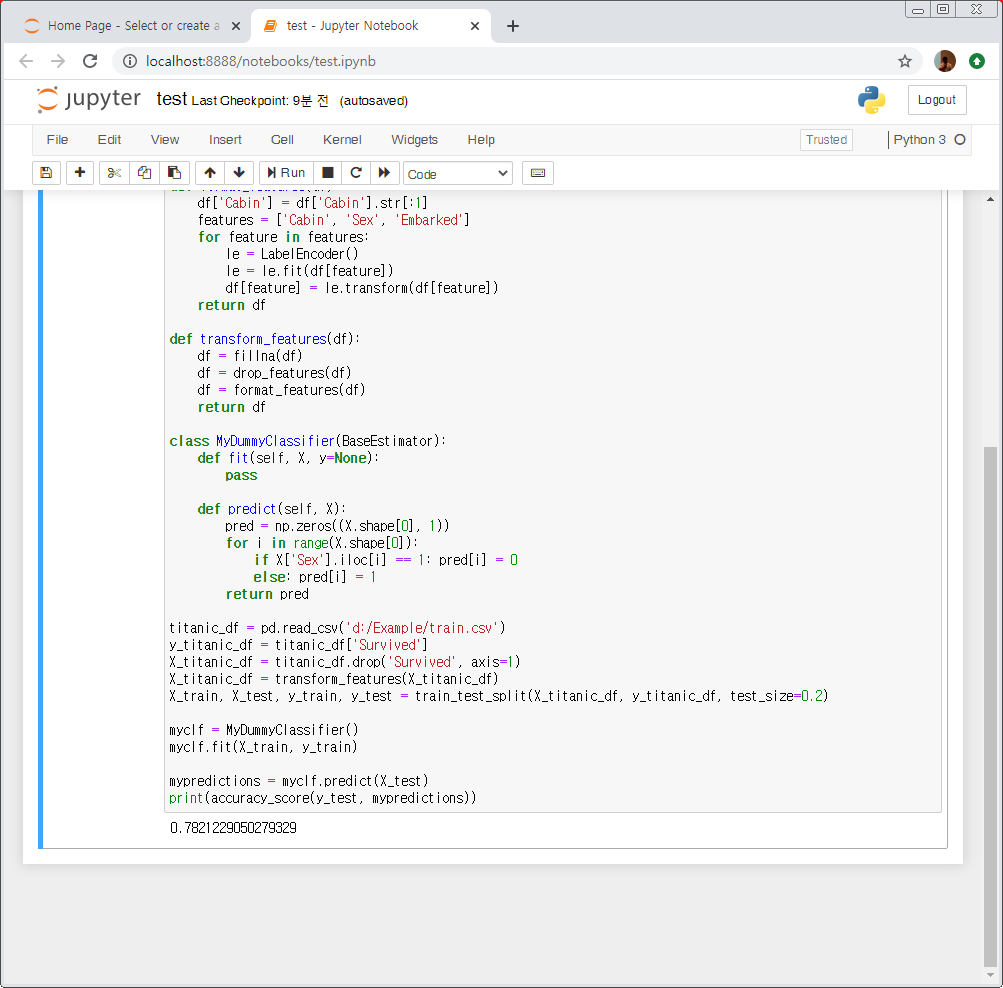 Home Page - Select or create a
test - Jupyter Notebook
localhost:8888/notebooks/test.ipynb
jupyter test Last Checkpoint: 9분 전 (autosaved)
Logout
File Edit View Insert Cell Kernel Widgets Help
Trusted
Python 3
Run
Code
    df['Cabin'] = df['Cabin'].str[:1]
    features = ['Cabin', 'Sex', 'Embarked']
    for feature in features:
        le = LabelEncoder()
        le = le.fit(df[feature])
        df[feature] = le.transform(df[feature])
    return df
def transform_features(df):
    df = fillna(df)
    df = drop_features(df)
    df = format_features(df)
    return df
class MyDummyClassifier(BaseEstimator):
    def fit(self, X, y=None):
        pass
    def predict(self, X):
        pred = np.zeros((X.shape[0], 1))
        for i in range(X.shape[0]):
            if X['Sex'].iloc[i] == 1: pred[i] = 0
            else: pred[i] = 1
        return pred
titanic_df = pd.read_csv('d:/Example/train.csv')
y_titanic_df = titanic_df['Survived']
X_titanic_df = titanic_df.drop('Survived', axis=1)
X_titanic_df = transform_features(X_titanic_df)
X_train, X_test, y_train, y_test = train_test_split(X_titanic_df, y_titanic_df, test_size=0.2)
myclf = MyDummyClassifier()
myclf.fit(X_train, y_train)
mypredictions = myclf.predict(X_test)
print(accuracy_score(y_test, mypredictions))
0.7821229050279329